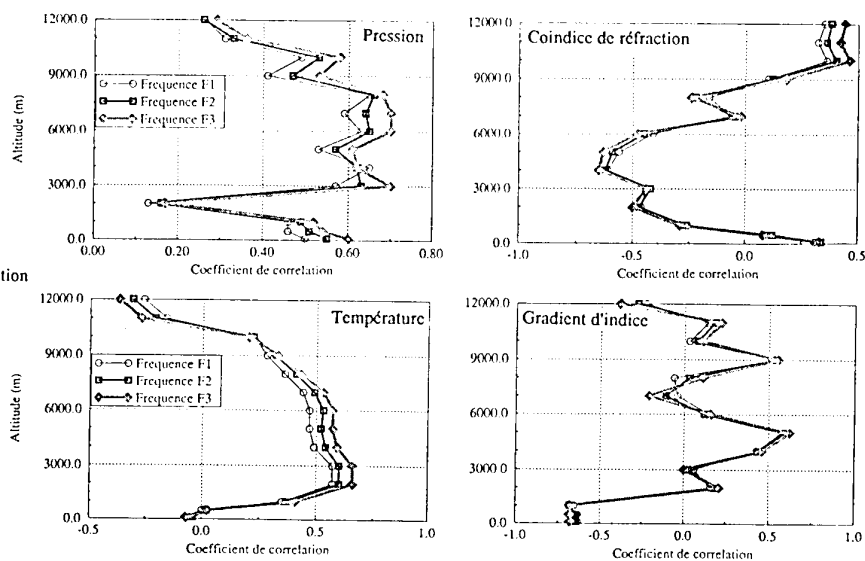 12000.0
9000.0
6000.0
3000.0
0.0
Altitude (m)
Pression
Frequence F1
Frequence F2
Frequence F3
0.00 0.20 0.40 0.60 0.80
Coefficient de correlation
12000.0
9000.0
6000.0
3000.0
0.0
Coindice de réfraction
-1.0 -0.5 0.0 0.5
Coefficient de correlation
tion
12000.0
9000.0
6000.0
3000.0
0.0
Altitude (m)
Température
Frequence F1
Frequence F2
Frequence F3
-0.5 0.0 0.5 1.0
Coefficient de correlation
12000.0
9000.0
6000.0
3000.0
0.0
Gradient d'indice
-1.0 -0.5 0.0 0.5 1.0
Coefficient de correlation